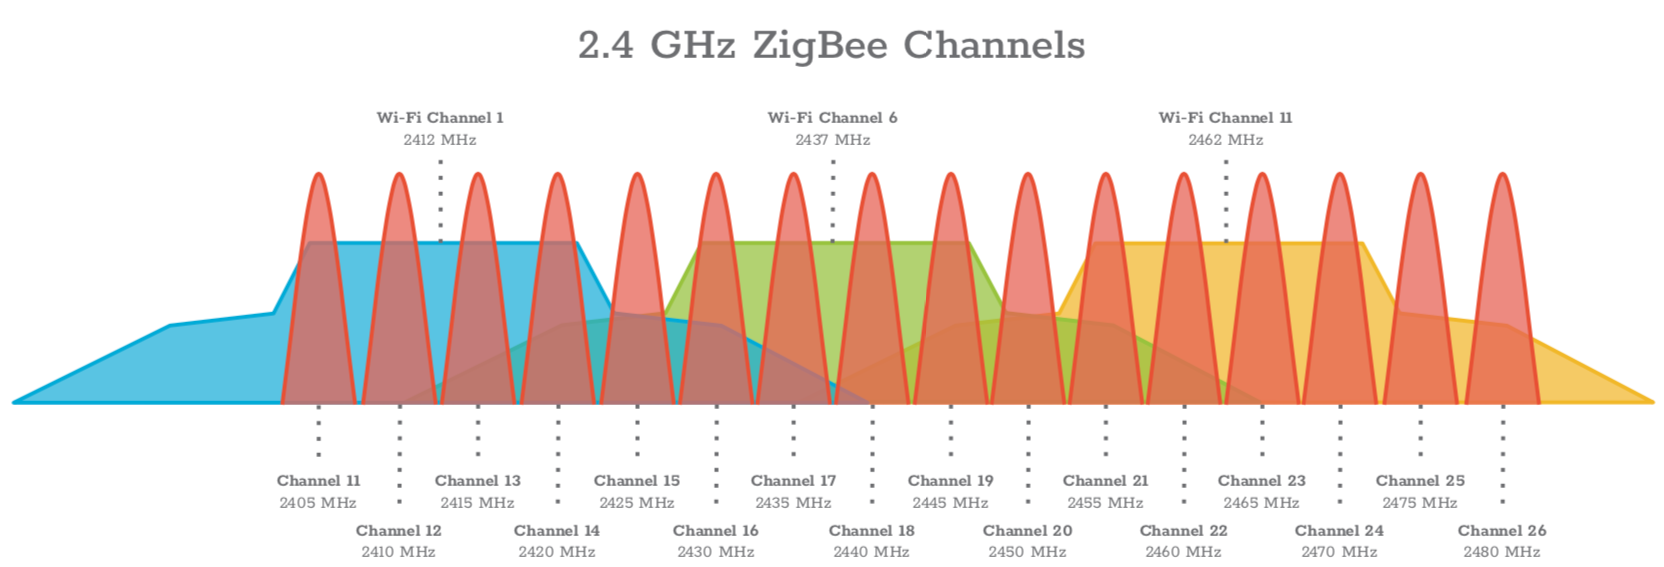 2.4 GHz ZigBee Channels
Wi-Fi Channel 1
2412 MHz
Wi-Fi Channel 6
2437 MHz
Wi-Fi Channel 11
2462 MHz
Channel 11
2405 MHz
Channel 12
2410 MHz
Channel 13
2415 MHz
Channel 14
2420 MHz
Channel 15
2425 MHz
Channel 16
2430 MHz
Channel 17
2435 MHz
Channel 18
2440 MHz
Channel 19
2445 MHz
Channel 20
2450 MHz
Channel 21
2455 MHz
Channel 22
2460 MHz
Channel 23
2465 MHz
Channel 24
2470 MHz
Channel 25
2475 MHz
Channel 26
2480 MHz